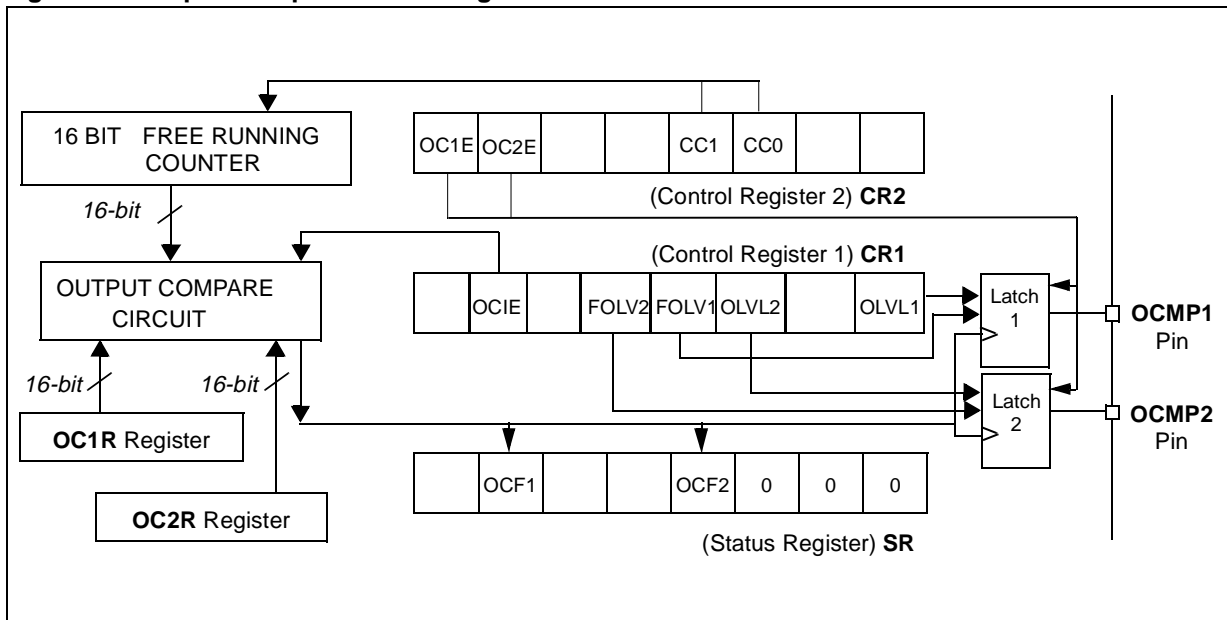 16 BIT FREE RUNNING
COUNTER
OC1E OC2E CC1 CC0
(Control Register 2) CR2
16-bit
(Control Register 1) CR1
OUTPUT COMPARE
CIRCUIT
OCIE FOLV2 FOLV1 OLVL2 OLVL1
Latch
1
OCMP1
Pin
16-bit 16-bit
Latch
2
OCMP2
Pin
OC1R Register
OCF1 OCF2 0 0 0
OC2R Register
(Status Register) SR